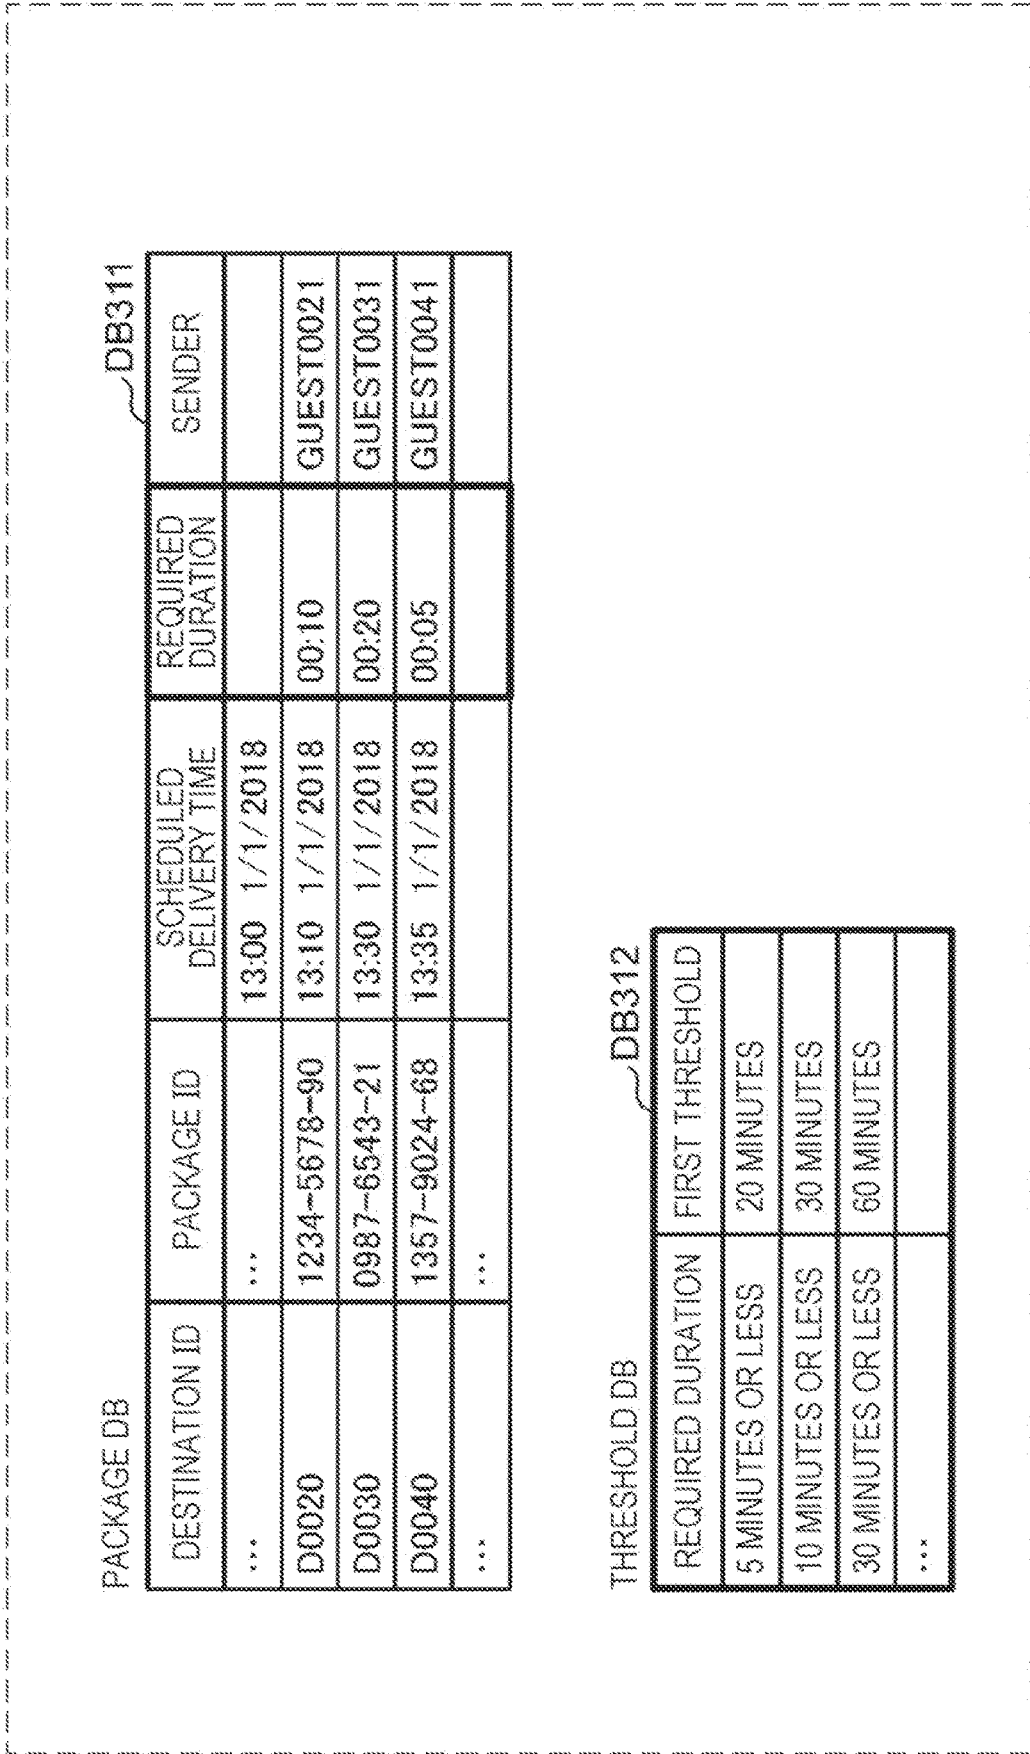 PACKAGE DB
DB311
DESTINATION ID PACKAGE ID SCHEDULED DELIVERY TIME REQUIRED DURATION SENDER
... ... 13:00 1/1/2018
D0020 1234-5678-90 13:10 1/1/2018 00:10 GUEST0021
D0030 0987-6543-21 13:30 1/1/2018 00:20 GUEST0031
D0040 1357-9024-68 13:35 1/1/2018 00:05 GUEST0041
... ...
THRESHOLD DB
DB312
REQUIRED DURATION FIRST THRESHOLD
5 MINUTES OR LESS 20 MINUTES
10 MINUTES OR LESS 30 MINUTES
30 MINUTES OR LESS 60 MINUTES
...